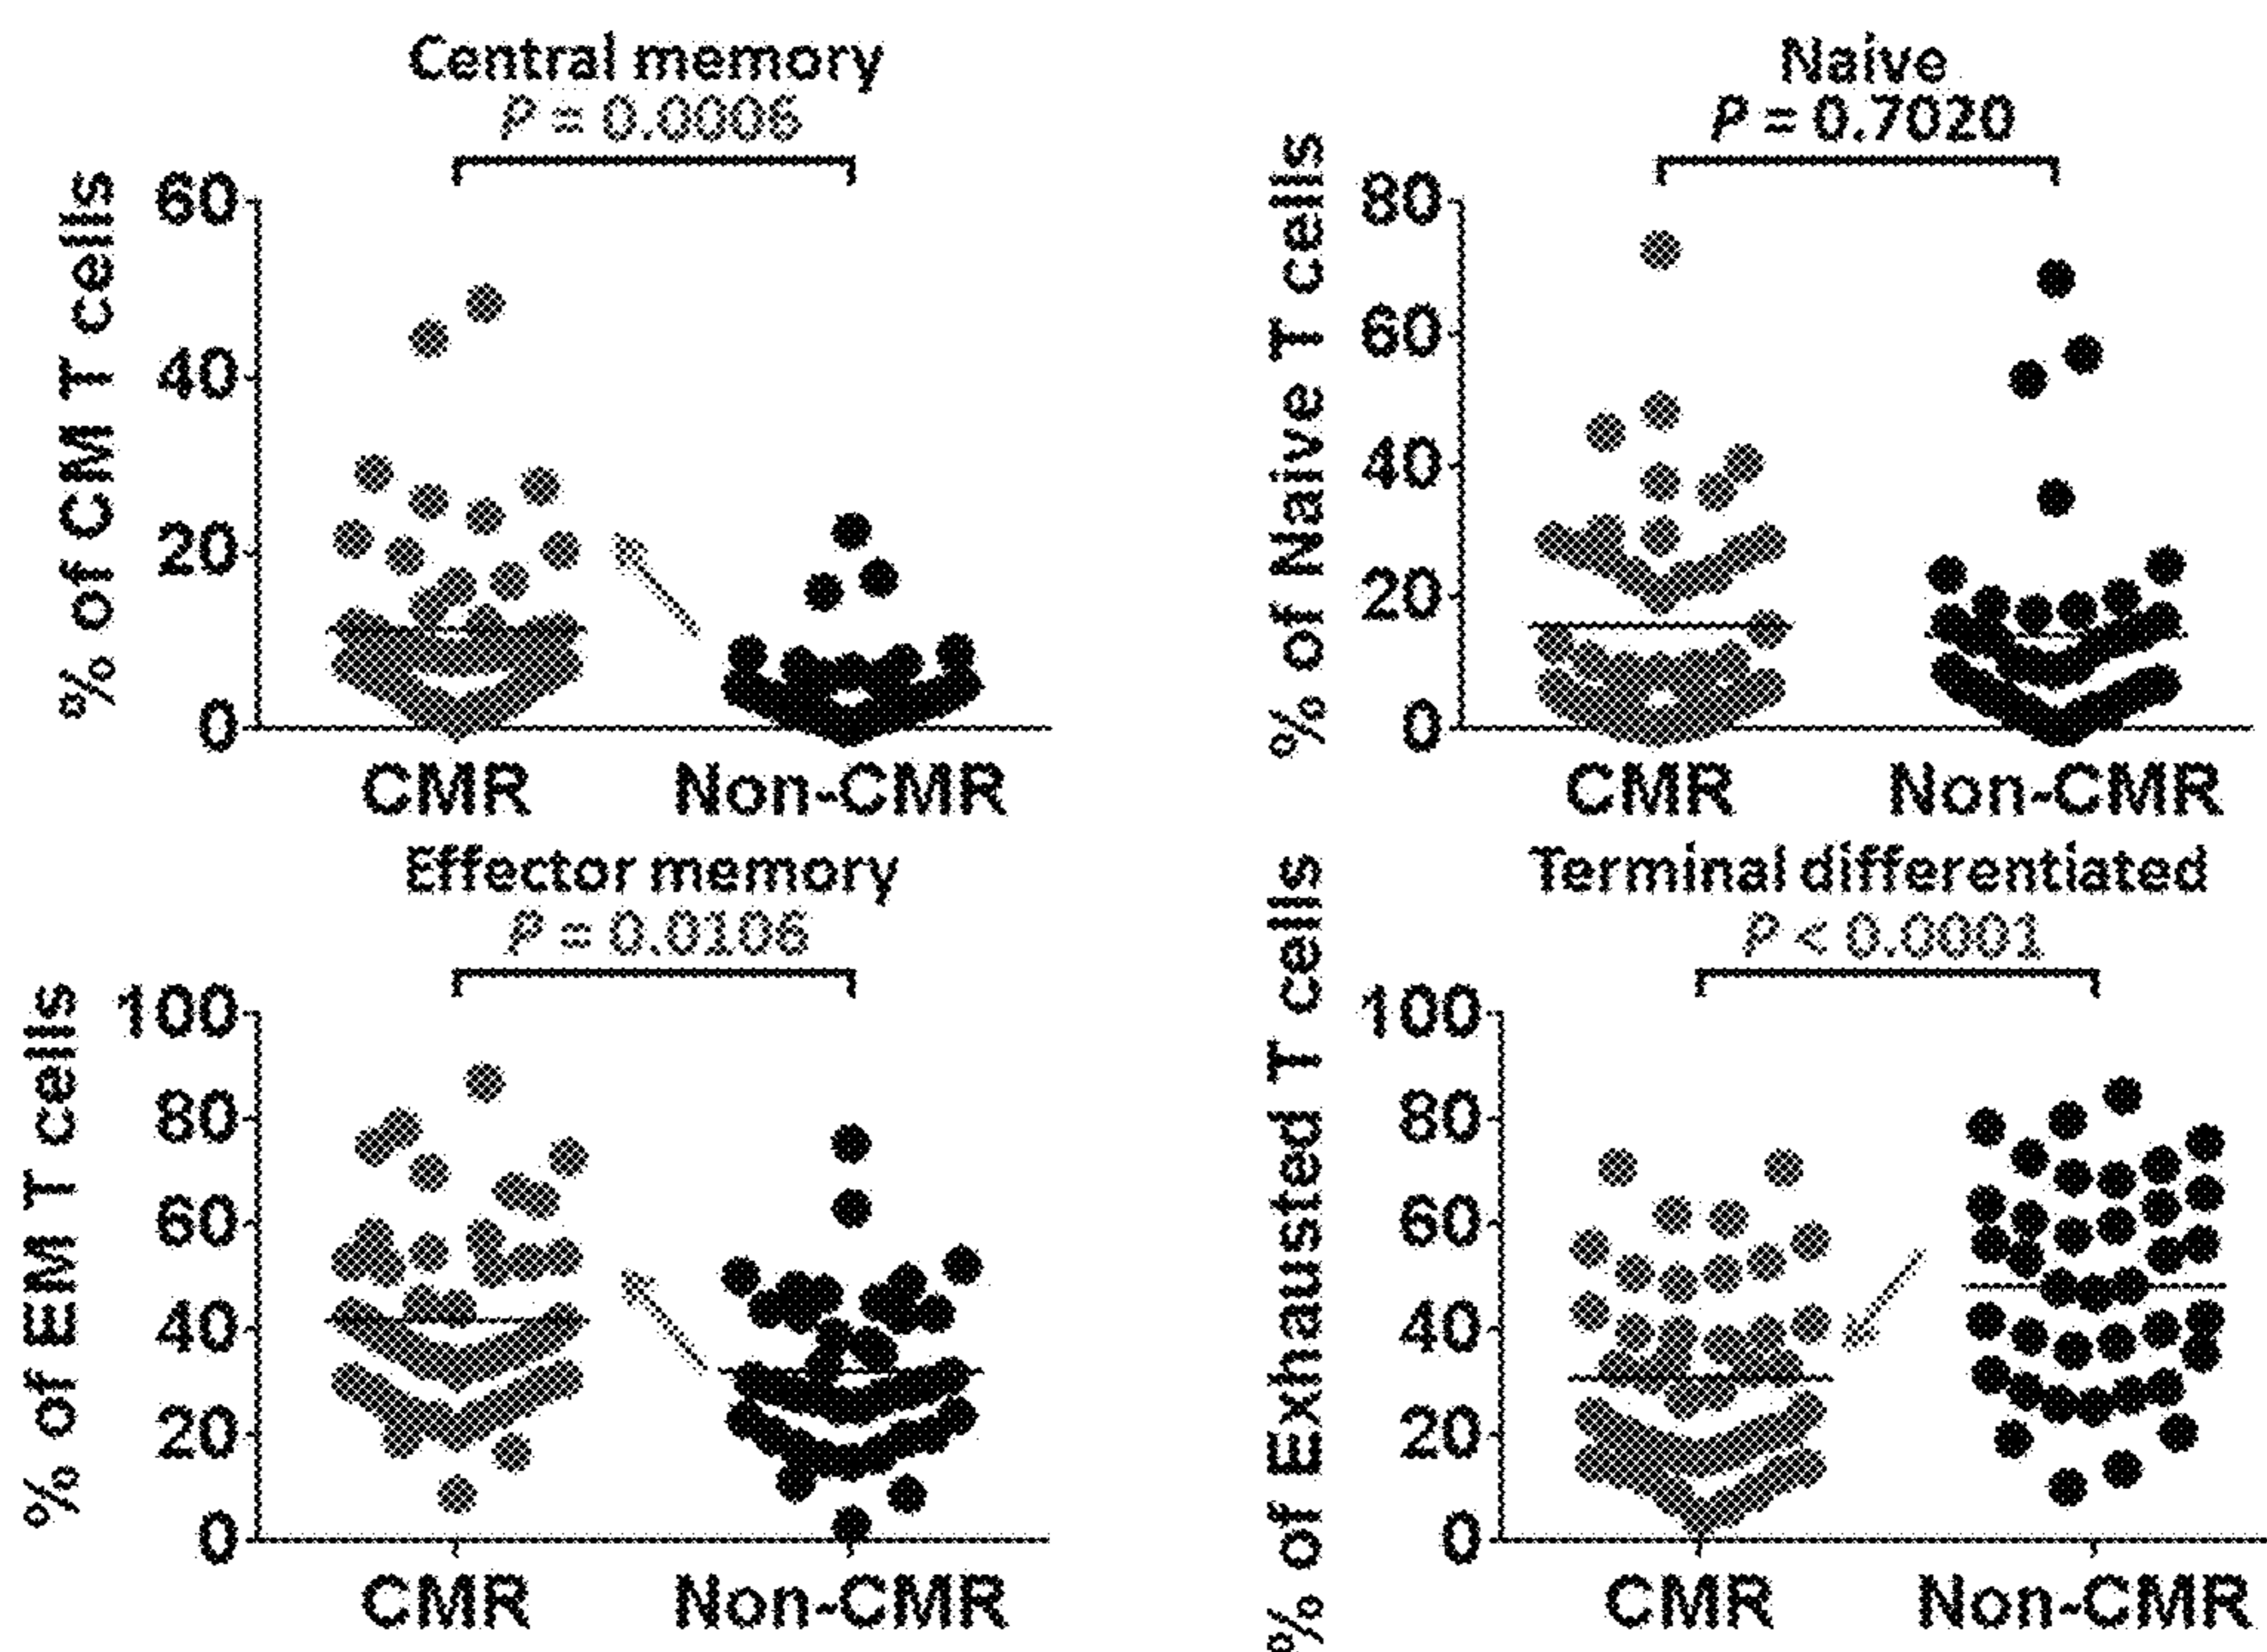 Central memory
P = 0.0006
% of CM T cells
60
40
20
0
CMR Non-CMR
Naive
P = 0.7020
% of Naive T cells
80
60
40
20
0
CMR Non-CMR
Effector memory
P = 0.0106
% of EM T cells
100
80
60
40
20
0
CMR Non-CMR
Terminal differentiated
P < 0.0001
% of Exhausted T cells
100
80
60
40
20
0
CMR Non-CMR